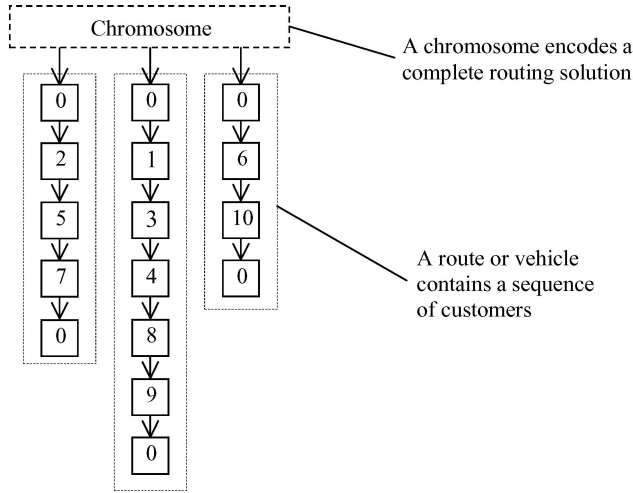 Chromosome
A chromosome encodes a
complete routing solution
0
2
5
7
0
0
1
3
4
8
9
0
0
6
10
0
A route or vehicle
contains a sequence
of customers